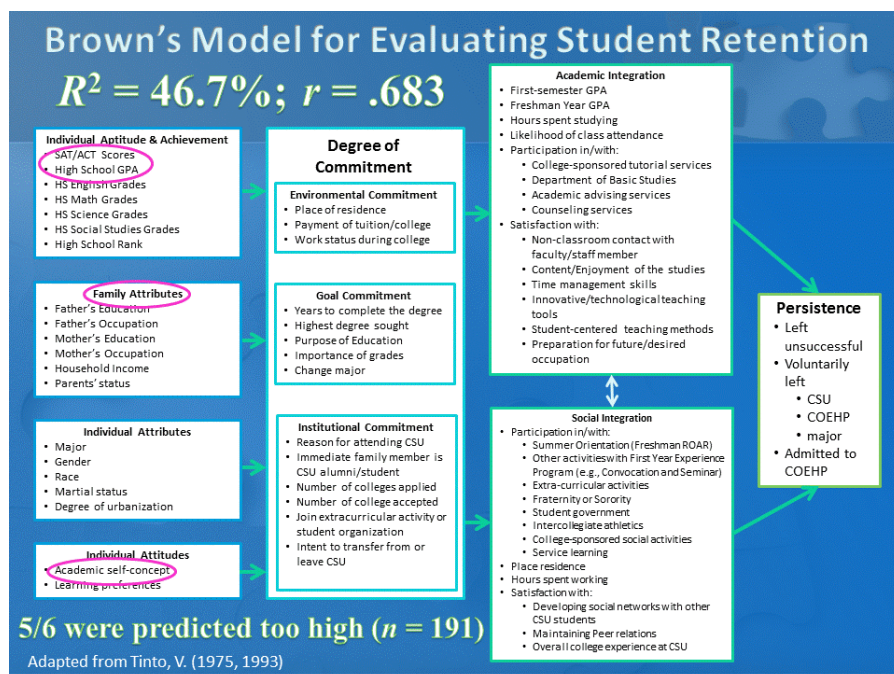 Brown's Model for Evaluating Student Retention
R² = 46.7%; r = .683
Individual Aptitude & Achievement
• SAT/ACT Scores
• High School GPA
• HS English Grades
• HS Math Grades
• HS Science Grades
• HS Social Studies Grades
High School Rank
Family Attributes
• Father's Education
• Father's Occupation
• Mother's Education
• Mother's Occupation
• Household Income
• Parents' status
Individual Attributes
• Major
• Gender
• Race
• Martial status
• Degree of urbanization
Individual Attitudes
• Academic self-concept
• Learning preferences
Degree of
Commitment
Environmental Commitment
• Place of residence
• Payment of tuition/college
• Work status during college
Goal Commitment
• Years to complete the degree
• Highest degree sought
• Purpose of Education
• Importance of grades
• Change major
Institutional Commitment
• Reason for attending CSU
• Immediate family member is
CSU alumni/student
• Number of colleges applied
• Number of college accepted
• Join extracurricular activity or
student organization
• Intent to transfer from or
leave CSU
Academic Integration
• First-semester GPA
• Freshman Year GPA
• Hours spent studying
• Likelihood of class attendance
• Participation in/with:
• College-sponsored tutorial services
• Department of Basic Studies
• Academic advising services
• Counseling services
• Satisfaction with:
• Non-classroom contact with
faculty/staff member
• Content/Enjoyment of the studies
• Time management skills
• Innovative/technological teaching
tools
• Student-centered teaching methods
• Preparation for future/desired
occupation
Social Integration
• Participation in/with:
• Summer Orientation (Freshman ROAR)
• Other activities with First Year Experience
Program (e.g., Convocation and Seminar)
• Extra-curricular activities
• Fraternity or Sorority
• Student government
• Intercollegiate athletics
• College-sponsored social activities
• Service learning
• Place residence
• Hours spent working
• Satisfaction with:
• Developing social networks with other
CSU students
• Maintaining Peer relations
• Overall college experience at CSU
Persistence
• Left
unsuccessful
• Voluntarily
left
• CSU
• COEHP
• major
• Admitted to
COEHP
5/6 were predicted too high (n = 191)
Adapted from Tinto, V. (1975, 1993)